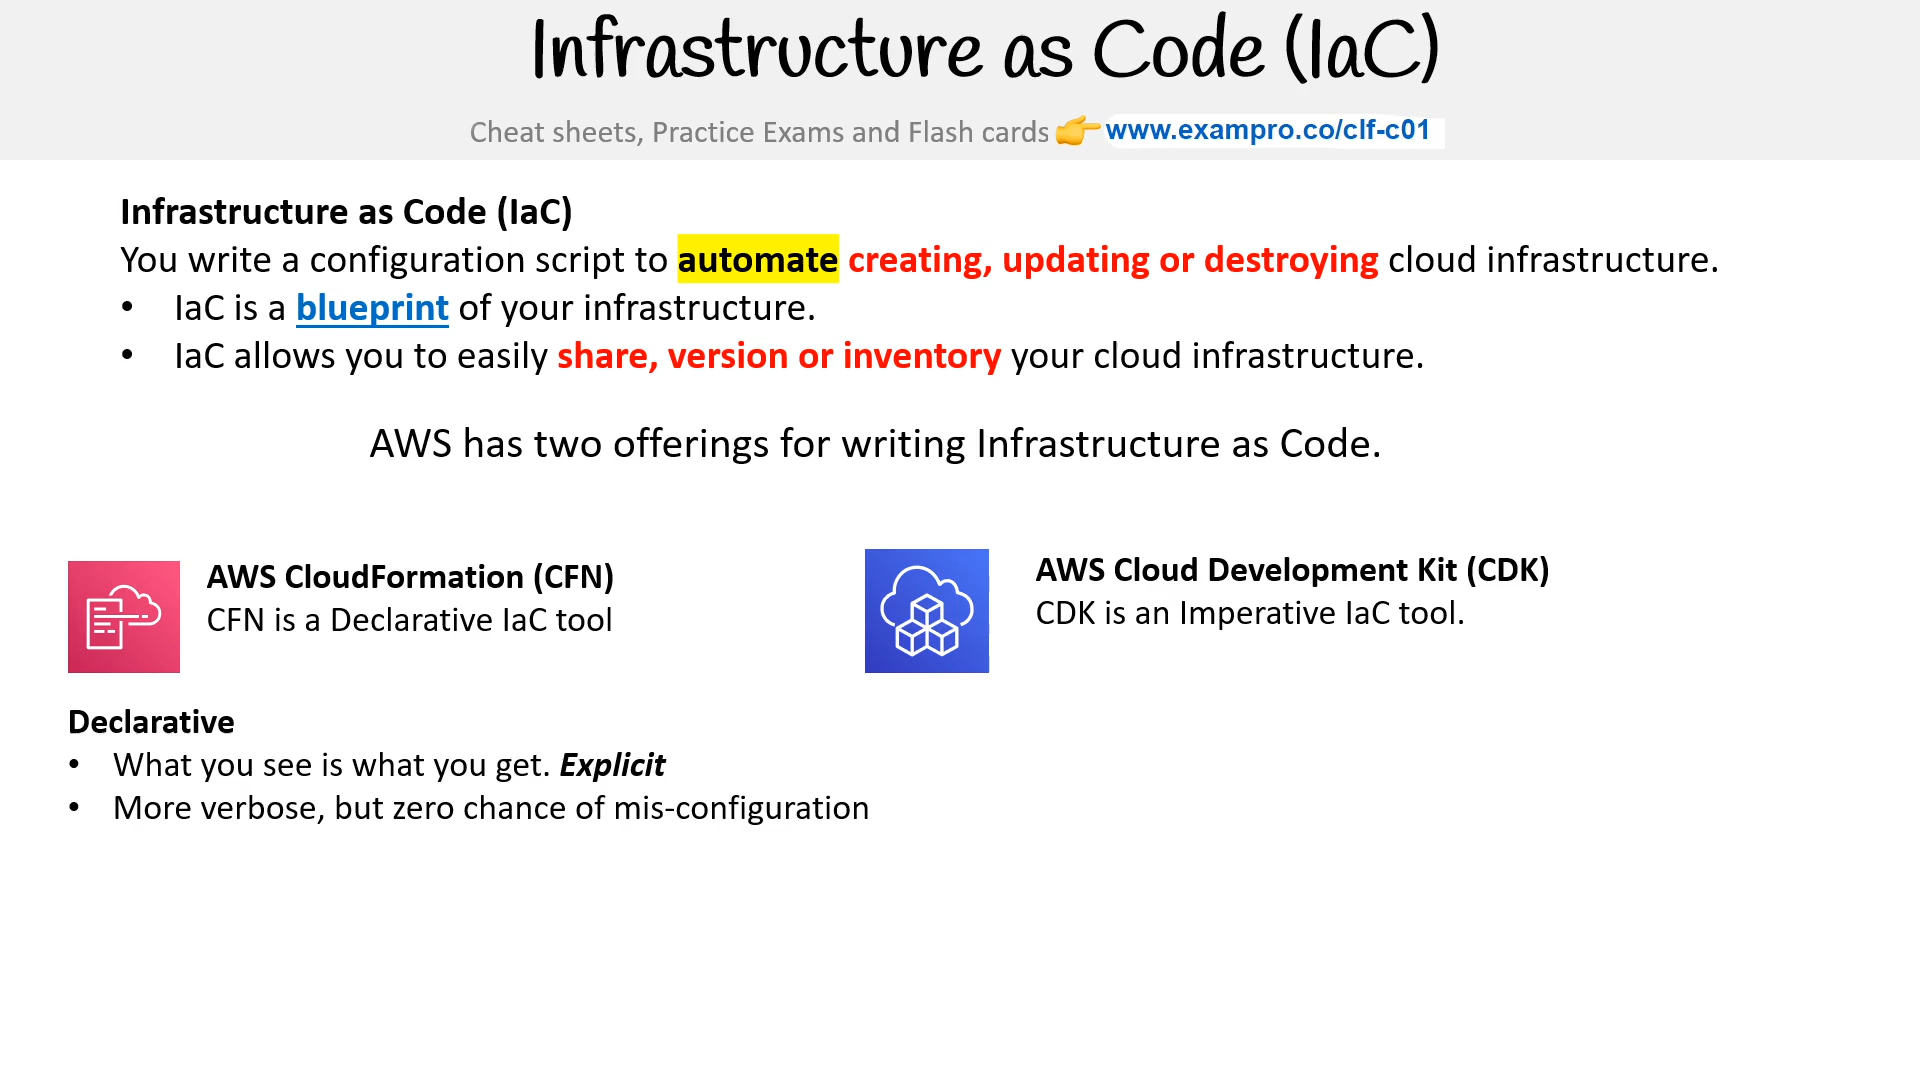 Infrastructure as Code (IaC)
Cheat sheets, Practice Exams and Flash cards 👉 www.exampro.co/clf-c01
Infrastructure as Code (IaC)
You write a configuration script to automate creating, updating or destroying cloud infrastructure.
• IaC is a blueprint of your infrastructure.
• IaC allows you to easily share, version or inventory your cloud infrastructure.
AWS has two offerings for writing Infrastructure as Code.
AWS CloudFormation (CFN)
CFN is a Declarative IaC tool
AWS Cloud Development Kit (CDK)
CDK is an Imperative IaC tool.
Declarative
• What you see is what you get. Explicit
• More verbose, but zero chance of mis-configuration